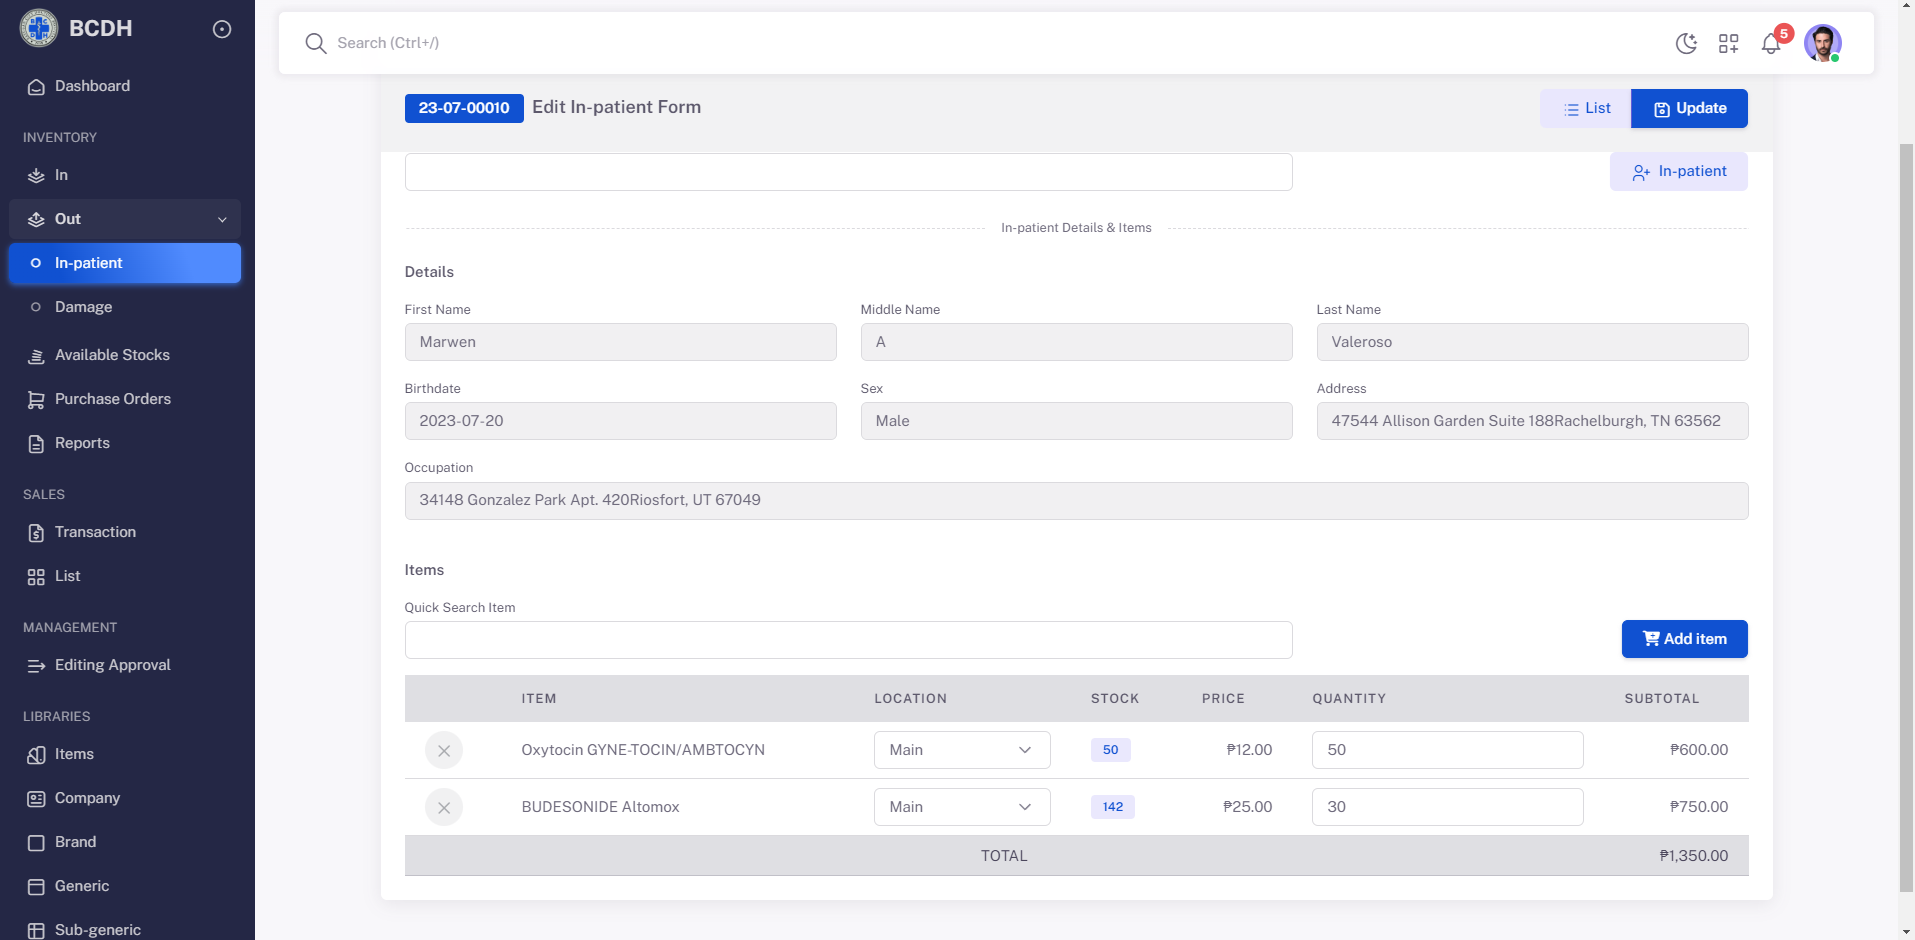 BCDH
Search (Ctrl+/)
5
Dashboard
INVENTORY
In
Out
In-patient
Damage
Available Stocks
Purchase Orders
Reports
SALES
Transaction
List
MANAGEMENT
Editing Approval
LIBRARIES
Items
Company
Brand
Generic
Sub-generic
23-07-00010 Edit In-patient Form
List
Update
In-patient
In-patient Details & Items
Details
First Name Middle Name Last Name
Marwen A Valeroso
Birthdate Sex Address
2023-07-20 Male 47544 Allison Garden Suite 188Rachelburgh, TN 63562
Occupation
34148 Gonzalez Park Apt. 420Riosfort, UT 67049
Items
Quick Search Item
Add item
ITEM LOCATION STOCK PRICE QUANTITY SUBTOTAL
Oxytocin GYNE-TOCIN/AMBTOCYN Main 50 ₱12.00 50 ₱600.00
BUDESONIDE Altomox Main 142 ₱25.00 30 ₱750.00
TOTAL ₱1,350.00